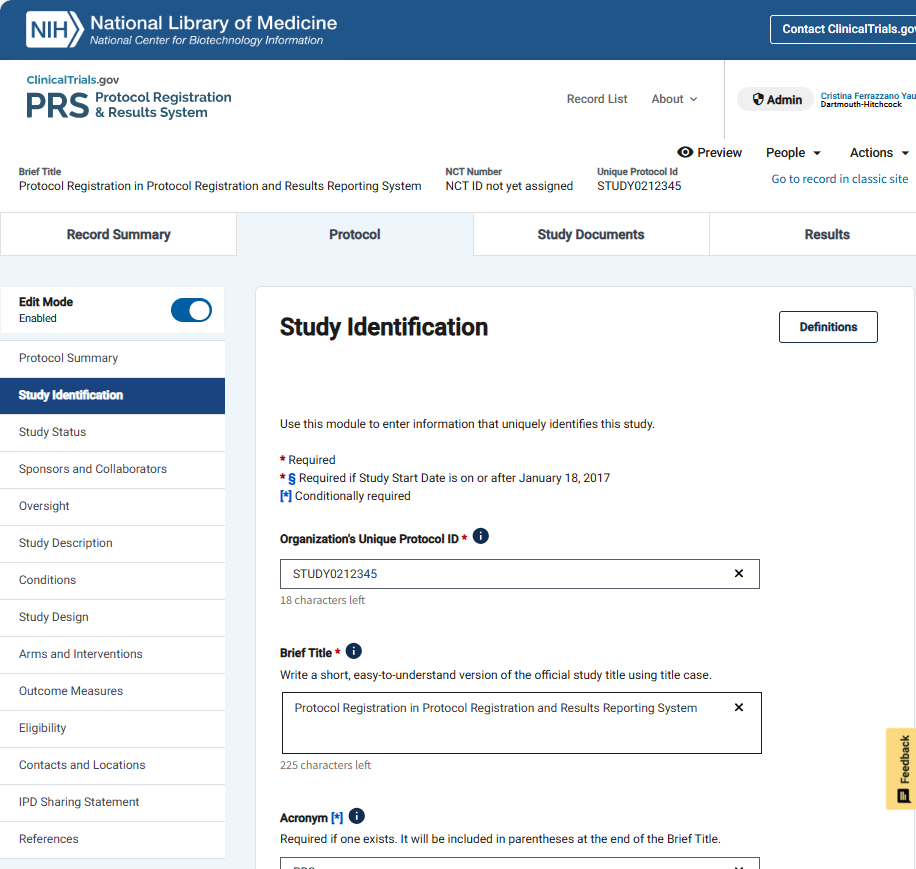 NIH National Library of Medicine
National Center for Biotechnology Information
Contact ClinicalTrials.gov
ClinicalTrials.gov
PRS Protocol Registration
& Results System
Record List About
Admin
Cristina Ferrazzano Yau
Dartmouth-Hitchcock
Preview People Actions
Brief Title
Protocol Registration in Protocol Registration and Results Reporting System
NCT Number
NCT ID not yet assigned
Unique Protocol Id
STUDY0212345
Go to record in classic site
Record Summary Protocol Study Documents Results
Edit Mode
Enabled
Protocol Summary
Study Identification
Study Status
Sponsors and Collaborators
Oversight
Study Description
Conditions
Study Design
Arms and Interventions
Outcome Measures
Eligibility
Contacts and Locations
IPD Sharing Statement
References
Study Identification
Definitions
Use this module to enter information that uniquely identifies this study.
* Required
* § Required if Study Start Date is on or after January 18, 2017
[*] Conditionally required
Organization's Unique Protocol ID *
STUDY0212345
18 characters left
Brief Title *
Write a short, easy-to-understand version of the official study title using title case.
Protocol Registration in Protocol Registration and Results Reporting System
225 characters left
Acronym [*]
Required if one exists. It will be included in parentheses at the end of the Brief Title.
Feedback